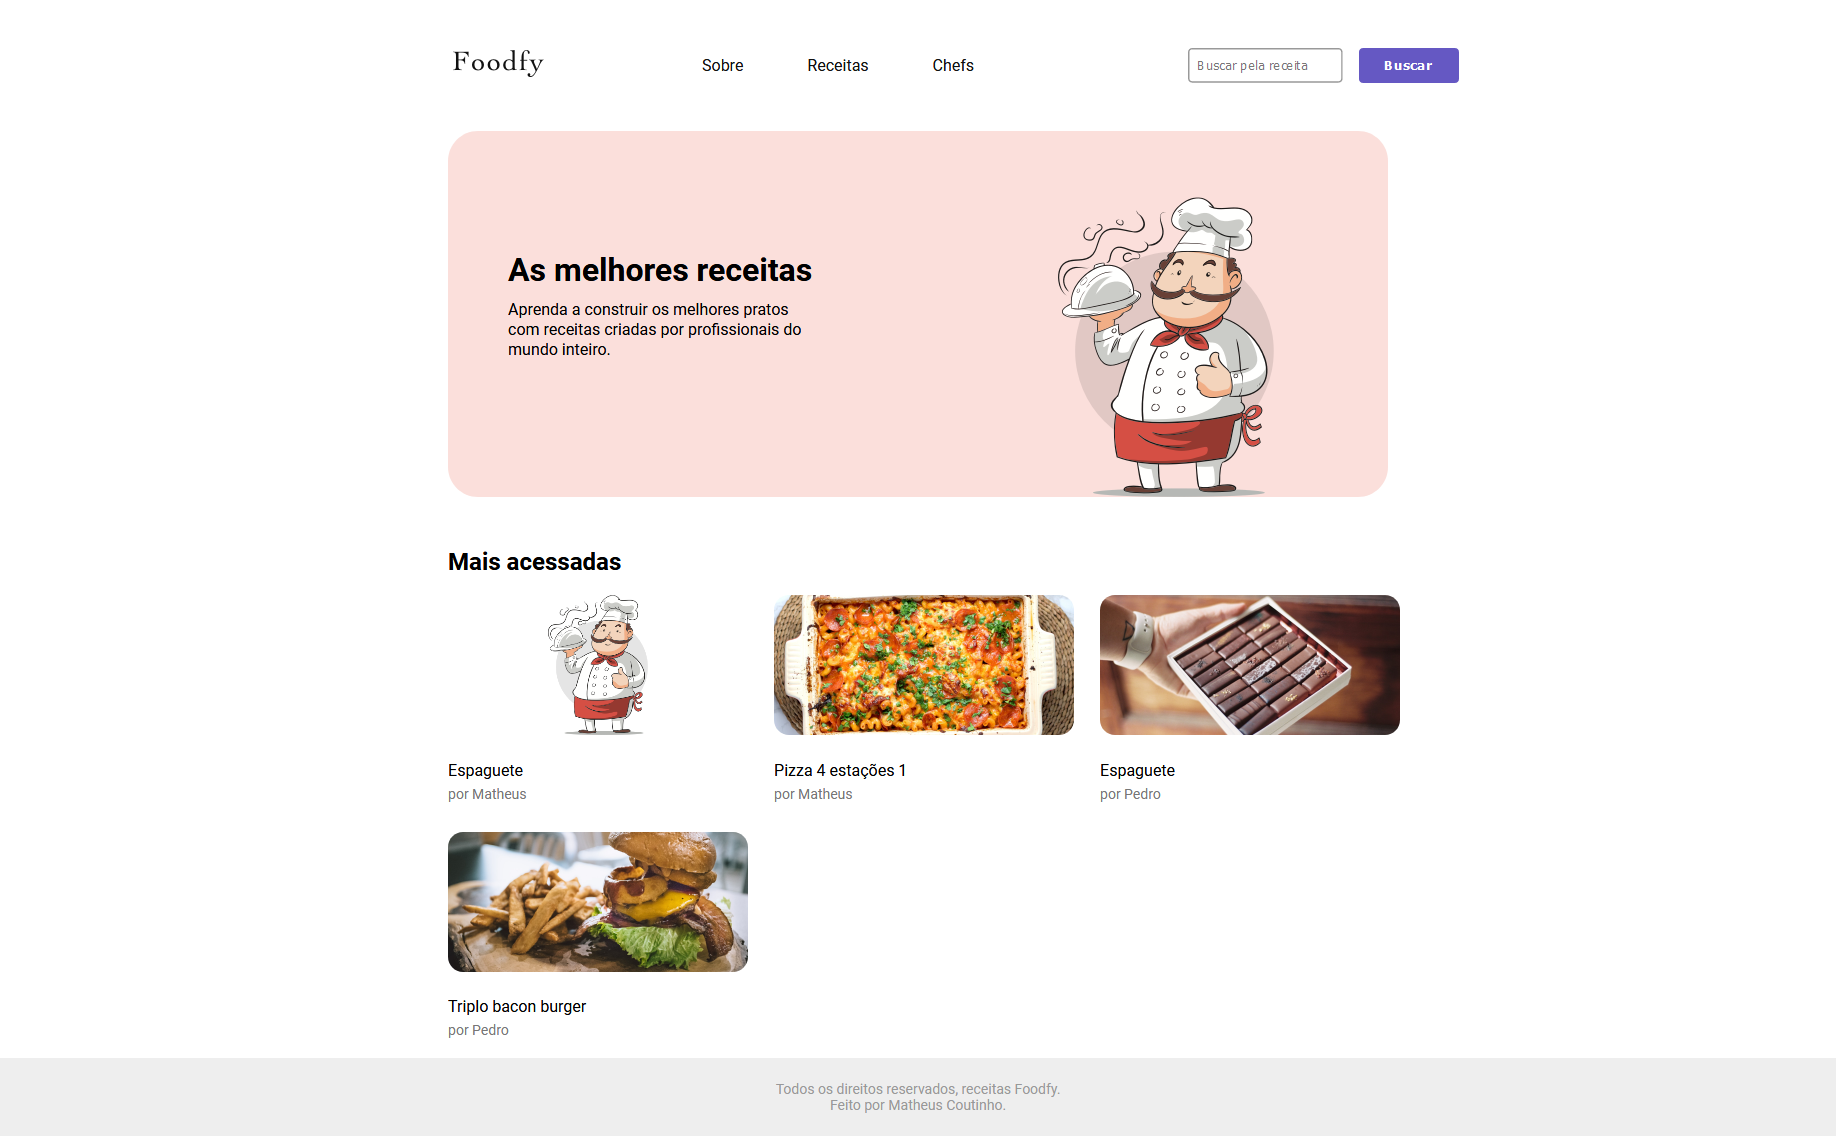 Foodfy
Sobre
Receitas
Chefs
Buscar pela receita
Buscar
As melhores receitas
Aprenda a construir os melhores pratos
com receitas criadas por profissionais do
mundo inteiro.
Mais acessadas
Espaguete
por Matheus
Pizza 4 estações 1
por Matheus
Espaguete
por Pedro
Triplo bacon burger
por Pedro
Todos os direitos reservados, receitas Foodfy.
Feito por Matheus Coutinho.